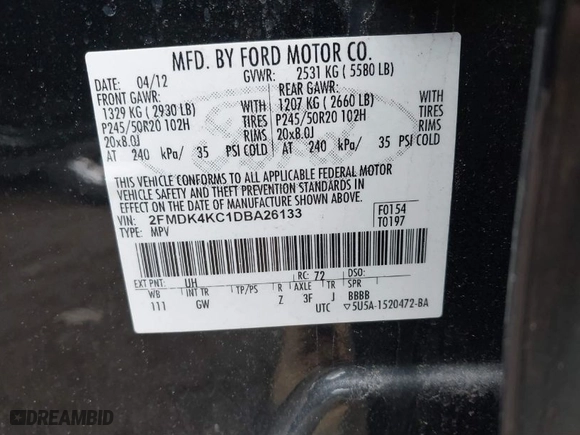 MFD. BY FORD MOTOR CO.
DATE: 04/12 GVWR: 2531 KG ( 5580 LB)
FRONT GAWR: REAR GAWR:
1329 KG ( 2930 LB) WITH 1207 KG ( 2660 LB) WITH
P245/50R20 102H TIRES P245/50R20 102H TIRES
20x8.0J RIMS 20x8.0J RIMS
AT 240 kPa/ 35 PSI COLD AT 240 kPa/ 35 PSI COLD
THIS VEHICLE CONFORMS TO ALL APPLICABLE FEDERAL MOTOR
VEHICLE SAFETY AND THEFT PREVENTION STANDARDS IN
EFFECT ON THE DATE OF MANUFACTURE SHOWN ABOVE.
VIN: 2FMDK4KC1DBA26133 F0154
TYPE: MPV T0197
EXT PNT: UH RC: 72 DSO:
WB INT TR TP/PS R AXLE TR SPR
111 GW Z 3F J BBBB
UTC ▽5U5A-1520472-BA
DREAMBID